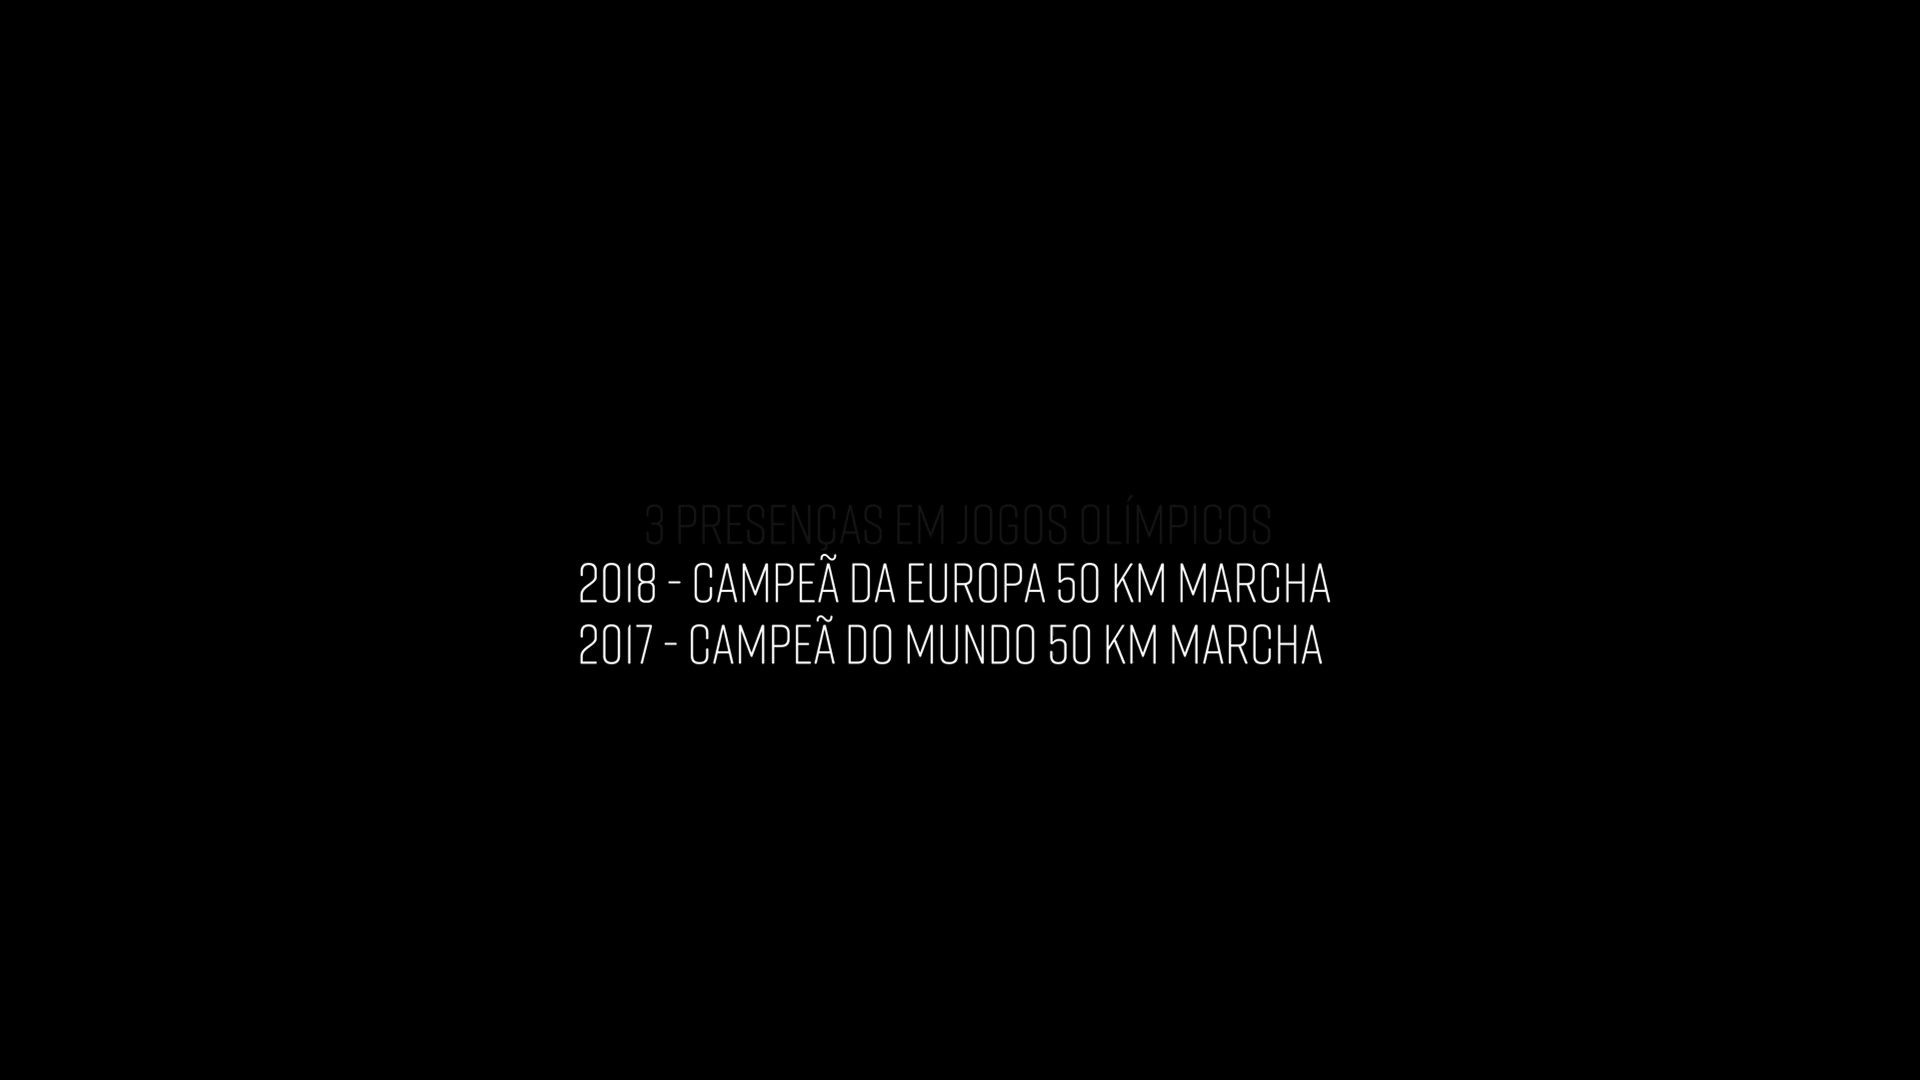 3 PRESENÇAS EM JOGOS OLÍMPICOS
2018 - CAMPEÃ DA EUROPA 50 KM MARCHA
2017 - CAMPEÃ DO MUNDO 50 KM MARCHA